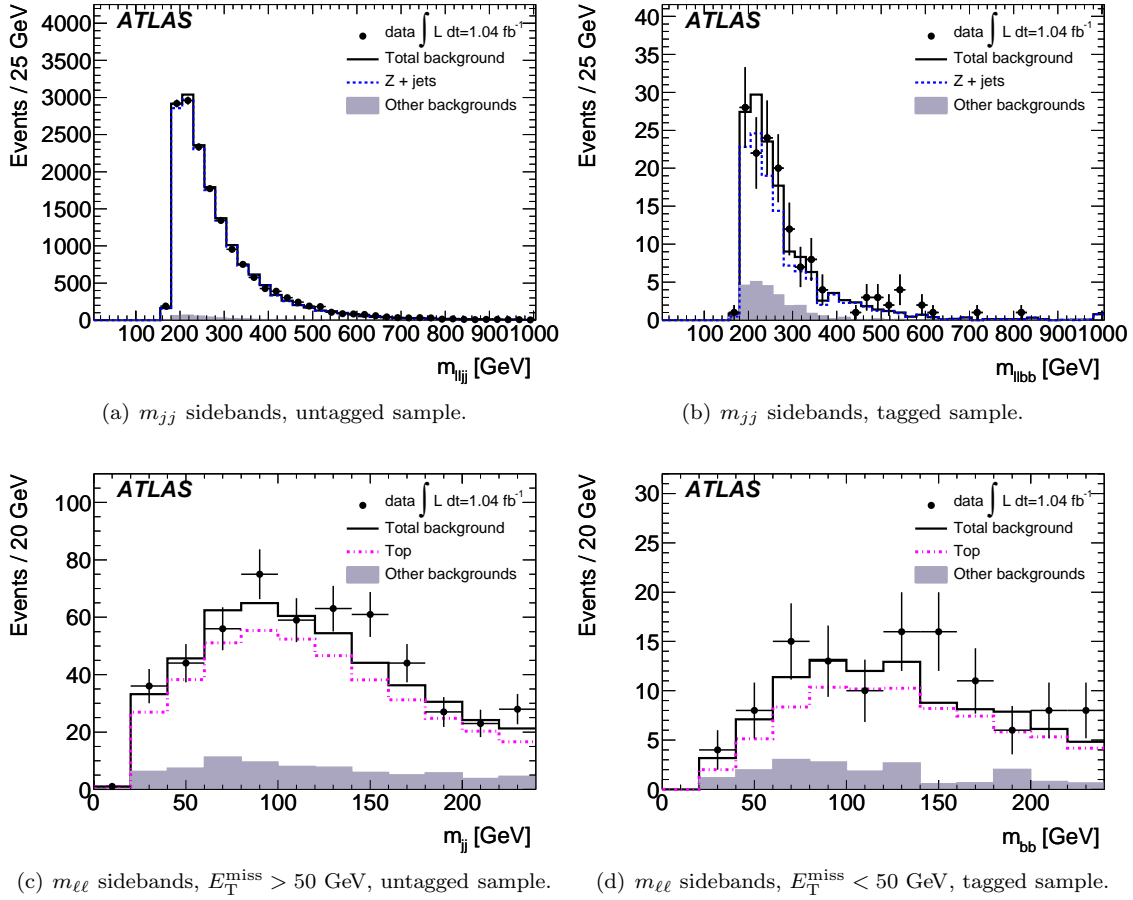 ATLAS
Events / 25 GeV
data ∫ L dt=1.04 fb⁻¹
Total background
Z + jets
Other backgrounds
4000
3500
3000
2500
2000
1500
1000
500
0
100 200 300 400 500 600 700 800 900 1000
m_lljj [GeV]
(a) m_jj sidebands, untagged sample.
ATLAS
Events / 25 GeV
data ∫ L dt=1.04 fb⁻¹
Total background
Z + jets
Other backgrounds
40
35
30
25
20
15
10
5
0
100 200 300 400 500 600 700 800 900 1000
m_llbb [GeV]
(b) m_jj sidebands, tagged sample.
ATLAS
Events / 20 GeV
data ∫ L dt=1.04 fb⁻¹
Total background
Top
Other backgrounds
100
80
60
40
20
0
0 50 100 150 200
m_jj [GeV]
(c) m_ℓℓ sidebands, E_T^miss > 50 GeV, untagged sample.
ATLAS
Events / 20 GeV
data ∫ L dt=1.04 fb⁻¹
Total background
Top
Other backgrounds
30
25
20
15
10
5
0
0 50 100 150 200
m_bb [GeV]
(d) m_ℓℓ sidebands, E_T^miss < 50 GeV, tagged sample.